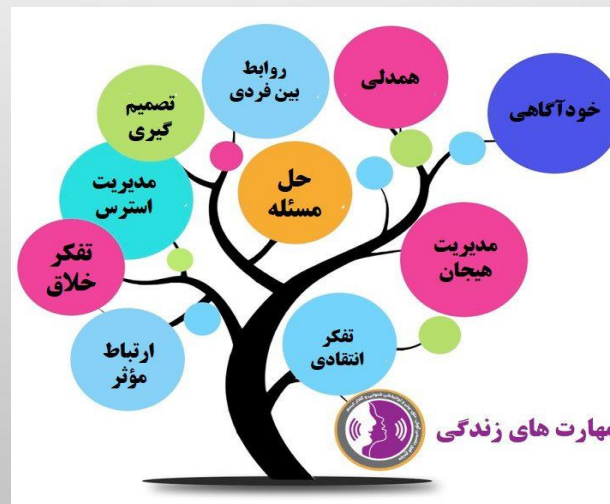 روابط
بین فردی
همدلی
خودآگاهی
تصمیم
گیری
حل
مسئله
مدیریت
استرس
تفکر
خلاق
مدیریت
هیجان
ارتباط
مؤثر
تفکر
انتقادی
مهارت های زندگی